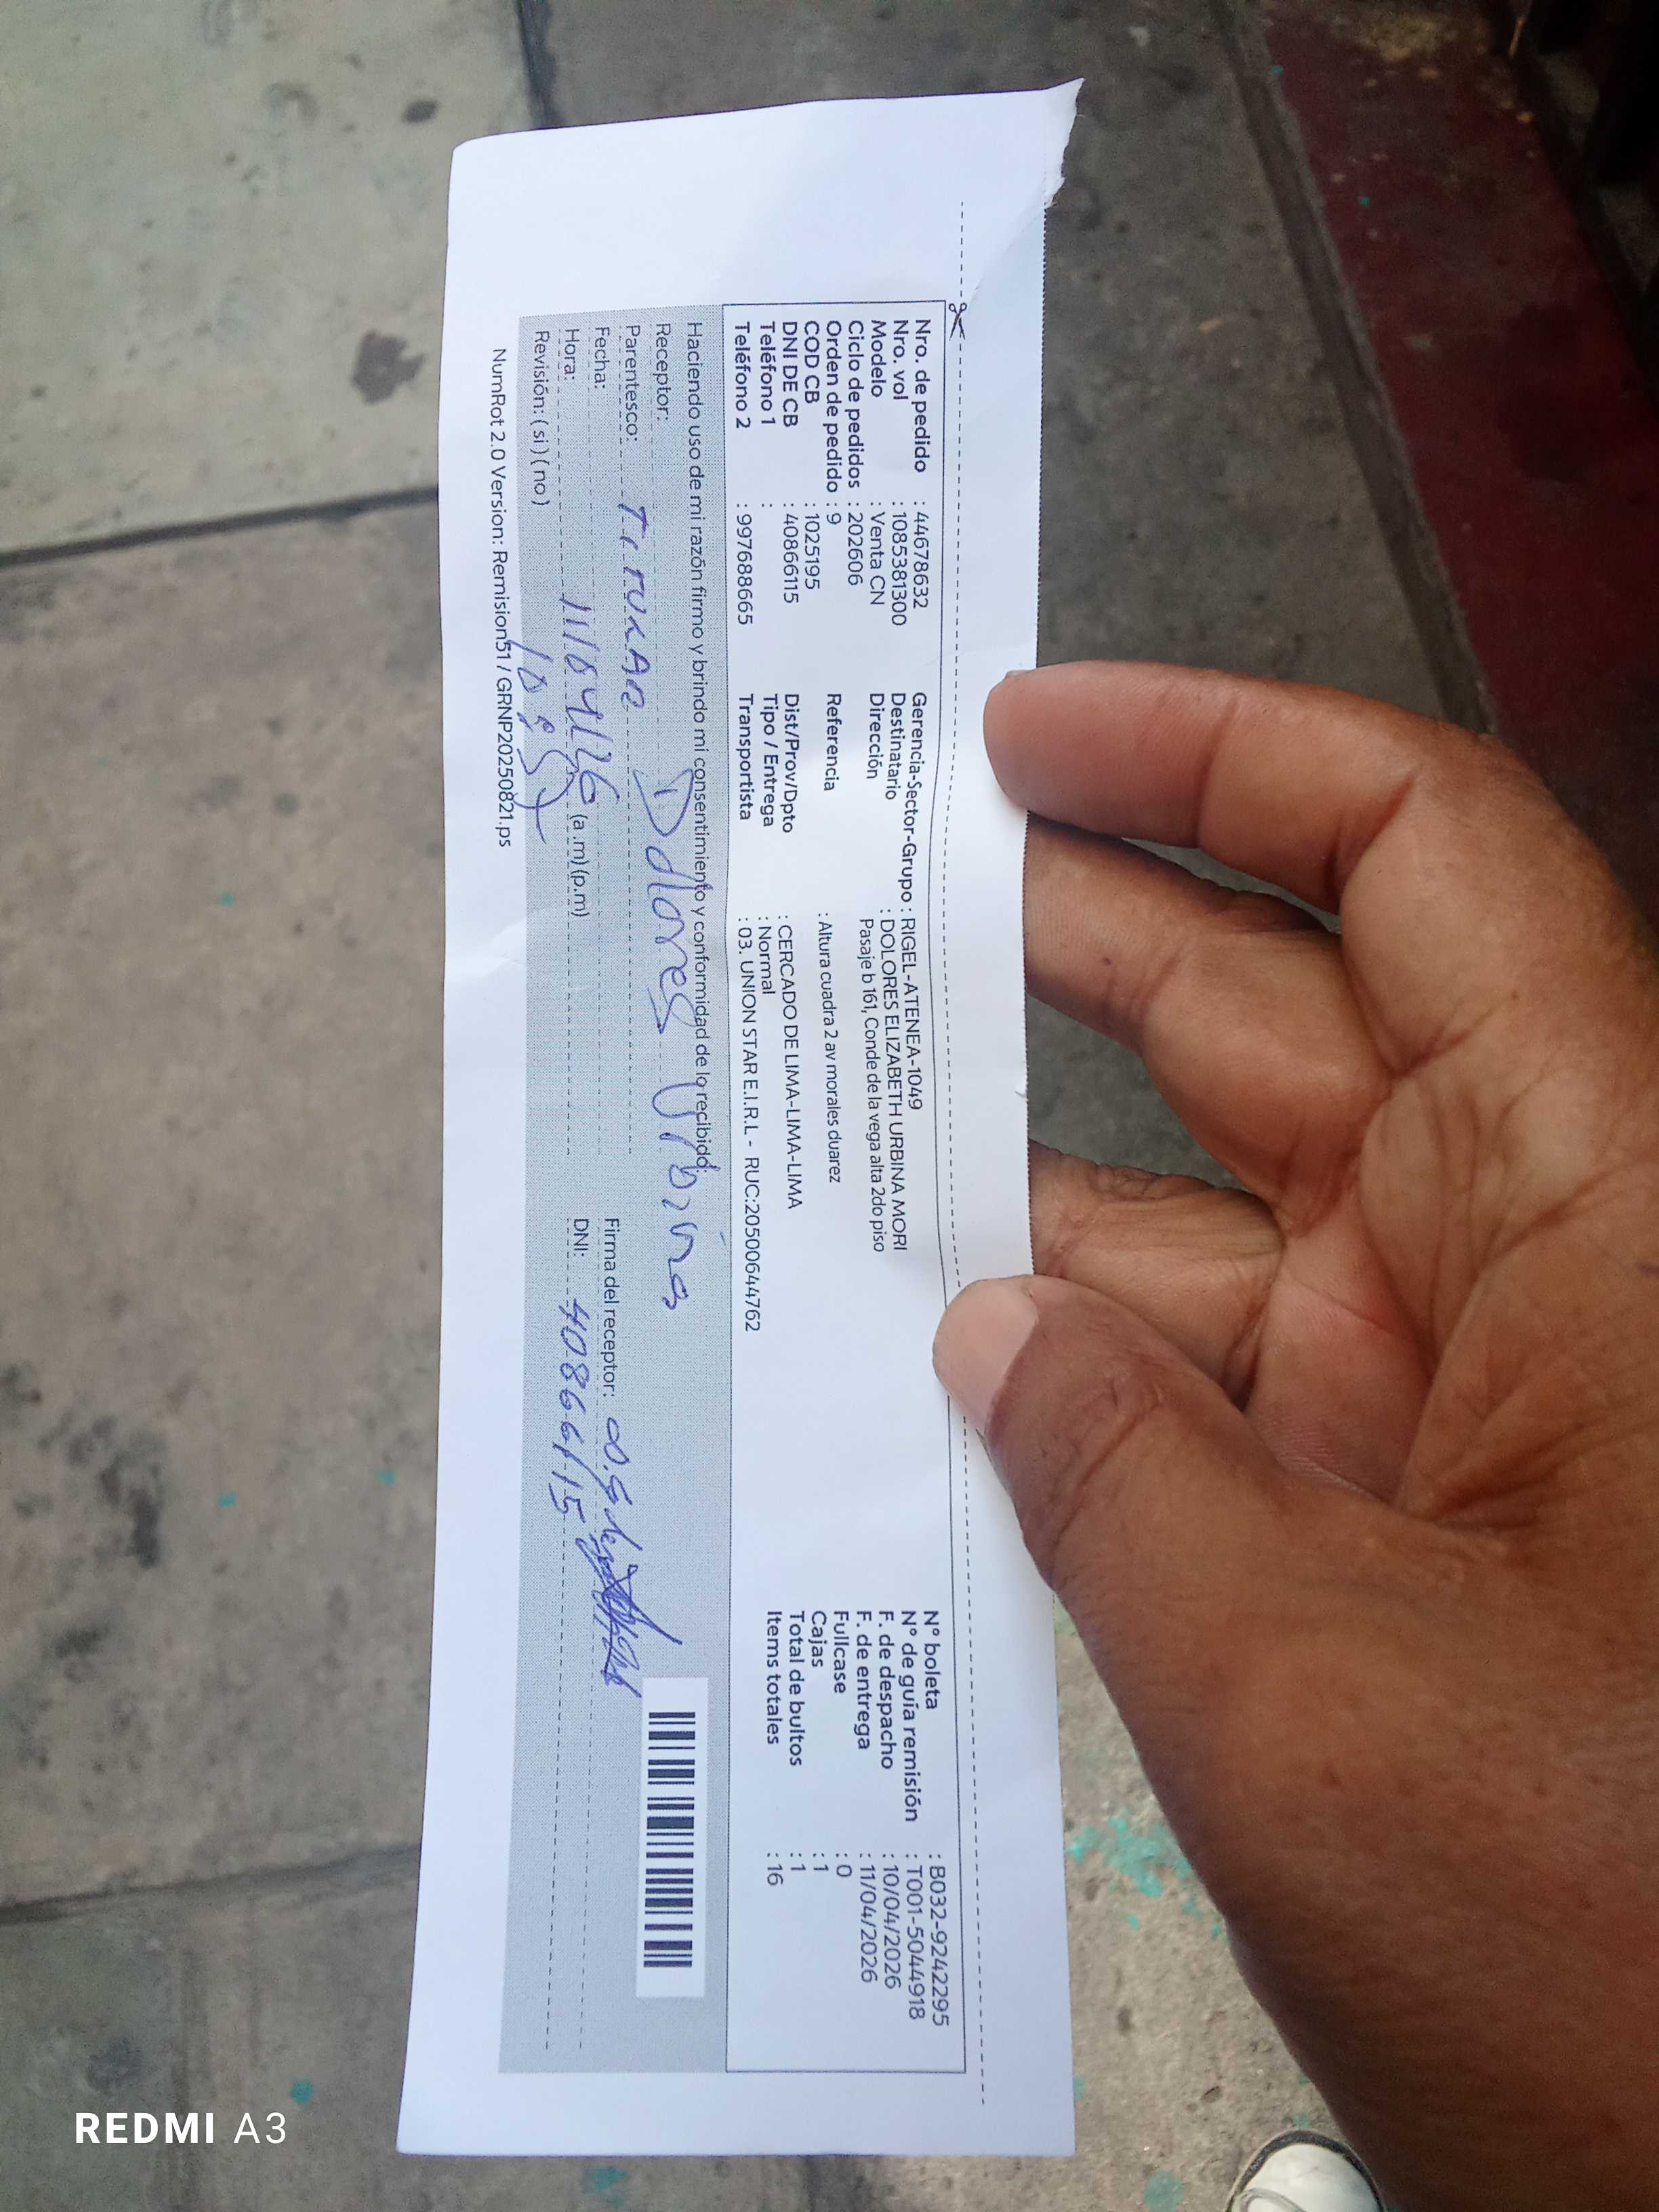 Nro. de pedido : 44678632
Nro. vol : 1085381300
Modelo : Venta CN
Ciclo de pedidos : 202606
Orden de pedido : 9
COD CB : 1025195
DNI DE CB : 40866115
Teléfono 1 :
Teléfono 2 : 997688665
Gerencia-Sector-Grupo : RIGEL-ATENEA-1049
Destinatario : DOLORES ELIZABETH URBINA MORI
Dirección Pasaje b 161, Conde de la vega alta 2do piso
Referencia : Altura cuadra 2 av morales duarez
Dist/Prov/Dpto : CERCADO DE LIMA-LIMA-LIMA
Tipo / Entrega : Normal
Transportista : 03. UNION STAR E.I.R.L - RUC:20500644762
N° boleta : B032-9242295
N° de guía remisión : T001-5044918
F. de despacho : 10/04/2026
F. de entrega : 11/04/2026
Fullcase : 0
Cajas : 1
Total de bultos : 1
Items totales : 16
Haciendo uso de mi razón firmo y brindo mi consentimiento y conformidad de lo recibido.
Receptor: Dolores Urbina
Parentesco: Titular
Fecha: 11/04/26
Hora: 10:57 (a.m) (p.m)
Revisión: (si) (no)
Firma del receptor:
DNI: 40866115
NumRot 2.0 Version: Remision51 / GRNP20250821.ps
REDMI A3